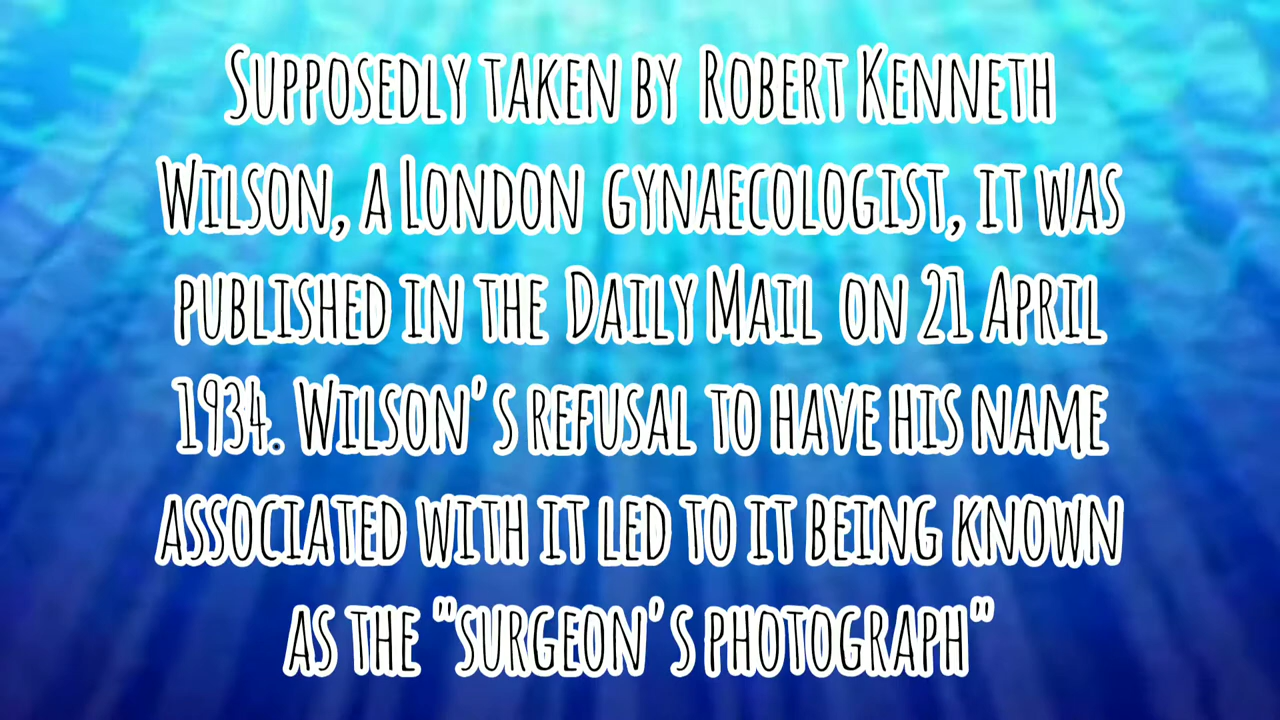 Supposedly taken by Robert Kenneth
Wilson, a London gynaecologist, it was
published in the Daily Mail on 21 April
1934. Wilson's refusal to have his name
associated with it led to it being known
as the "surgeon's photograph"